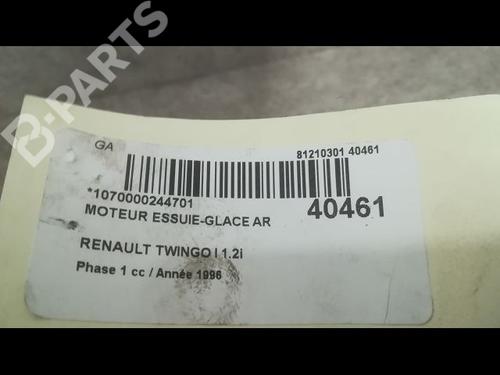 B-PARTS
GA
81210301 40461
*1070000244701
MOTEUR ESSUIE-GLACE AR
40461
RENAULT TWINGO I 1.2i
Phase 1 cc / Année 1996